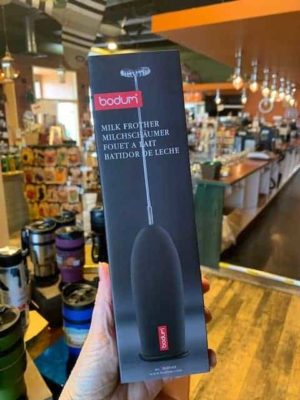 bodum
MILK FROTHER
MILCHSCHÄUMER
FOUET A LAIT
BATIDOR DE LECHE
bodum
www.bodum.com